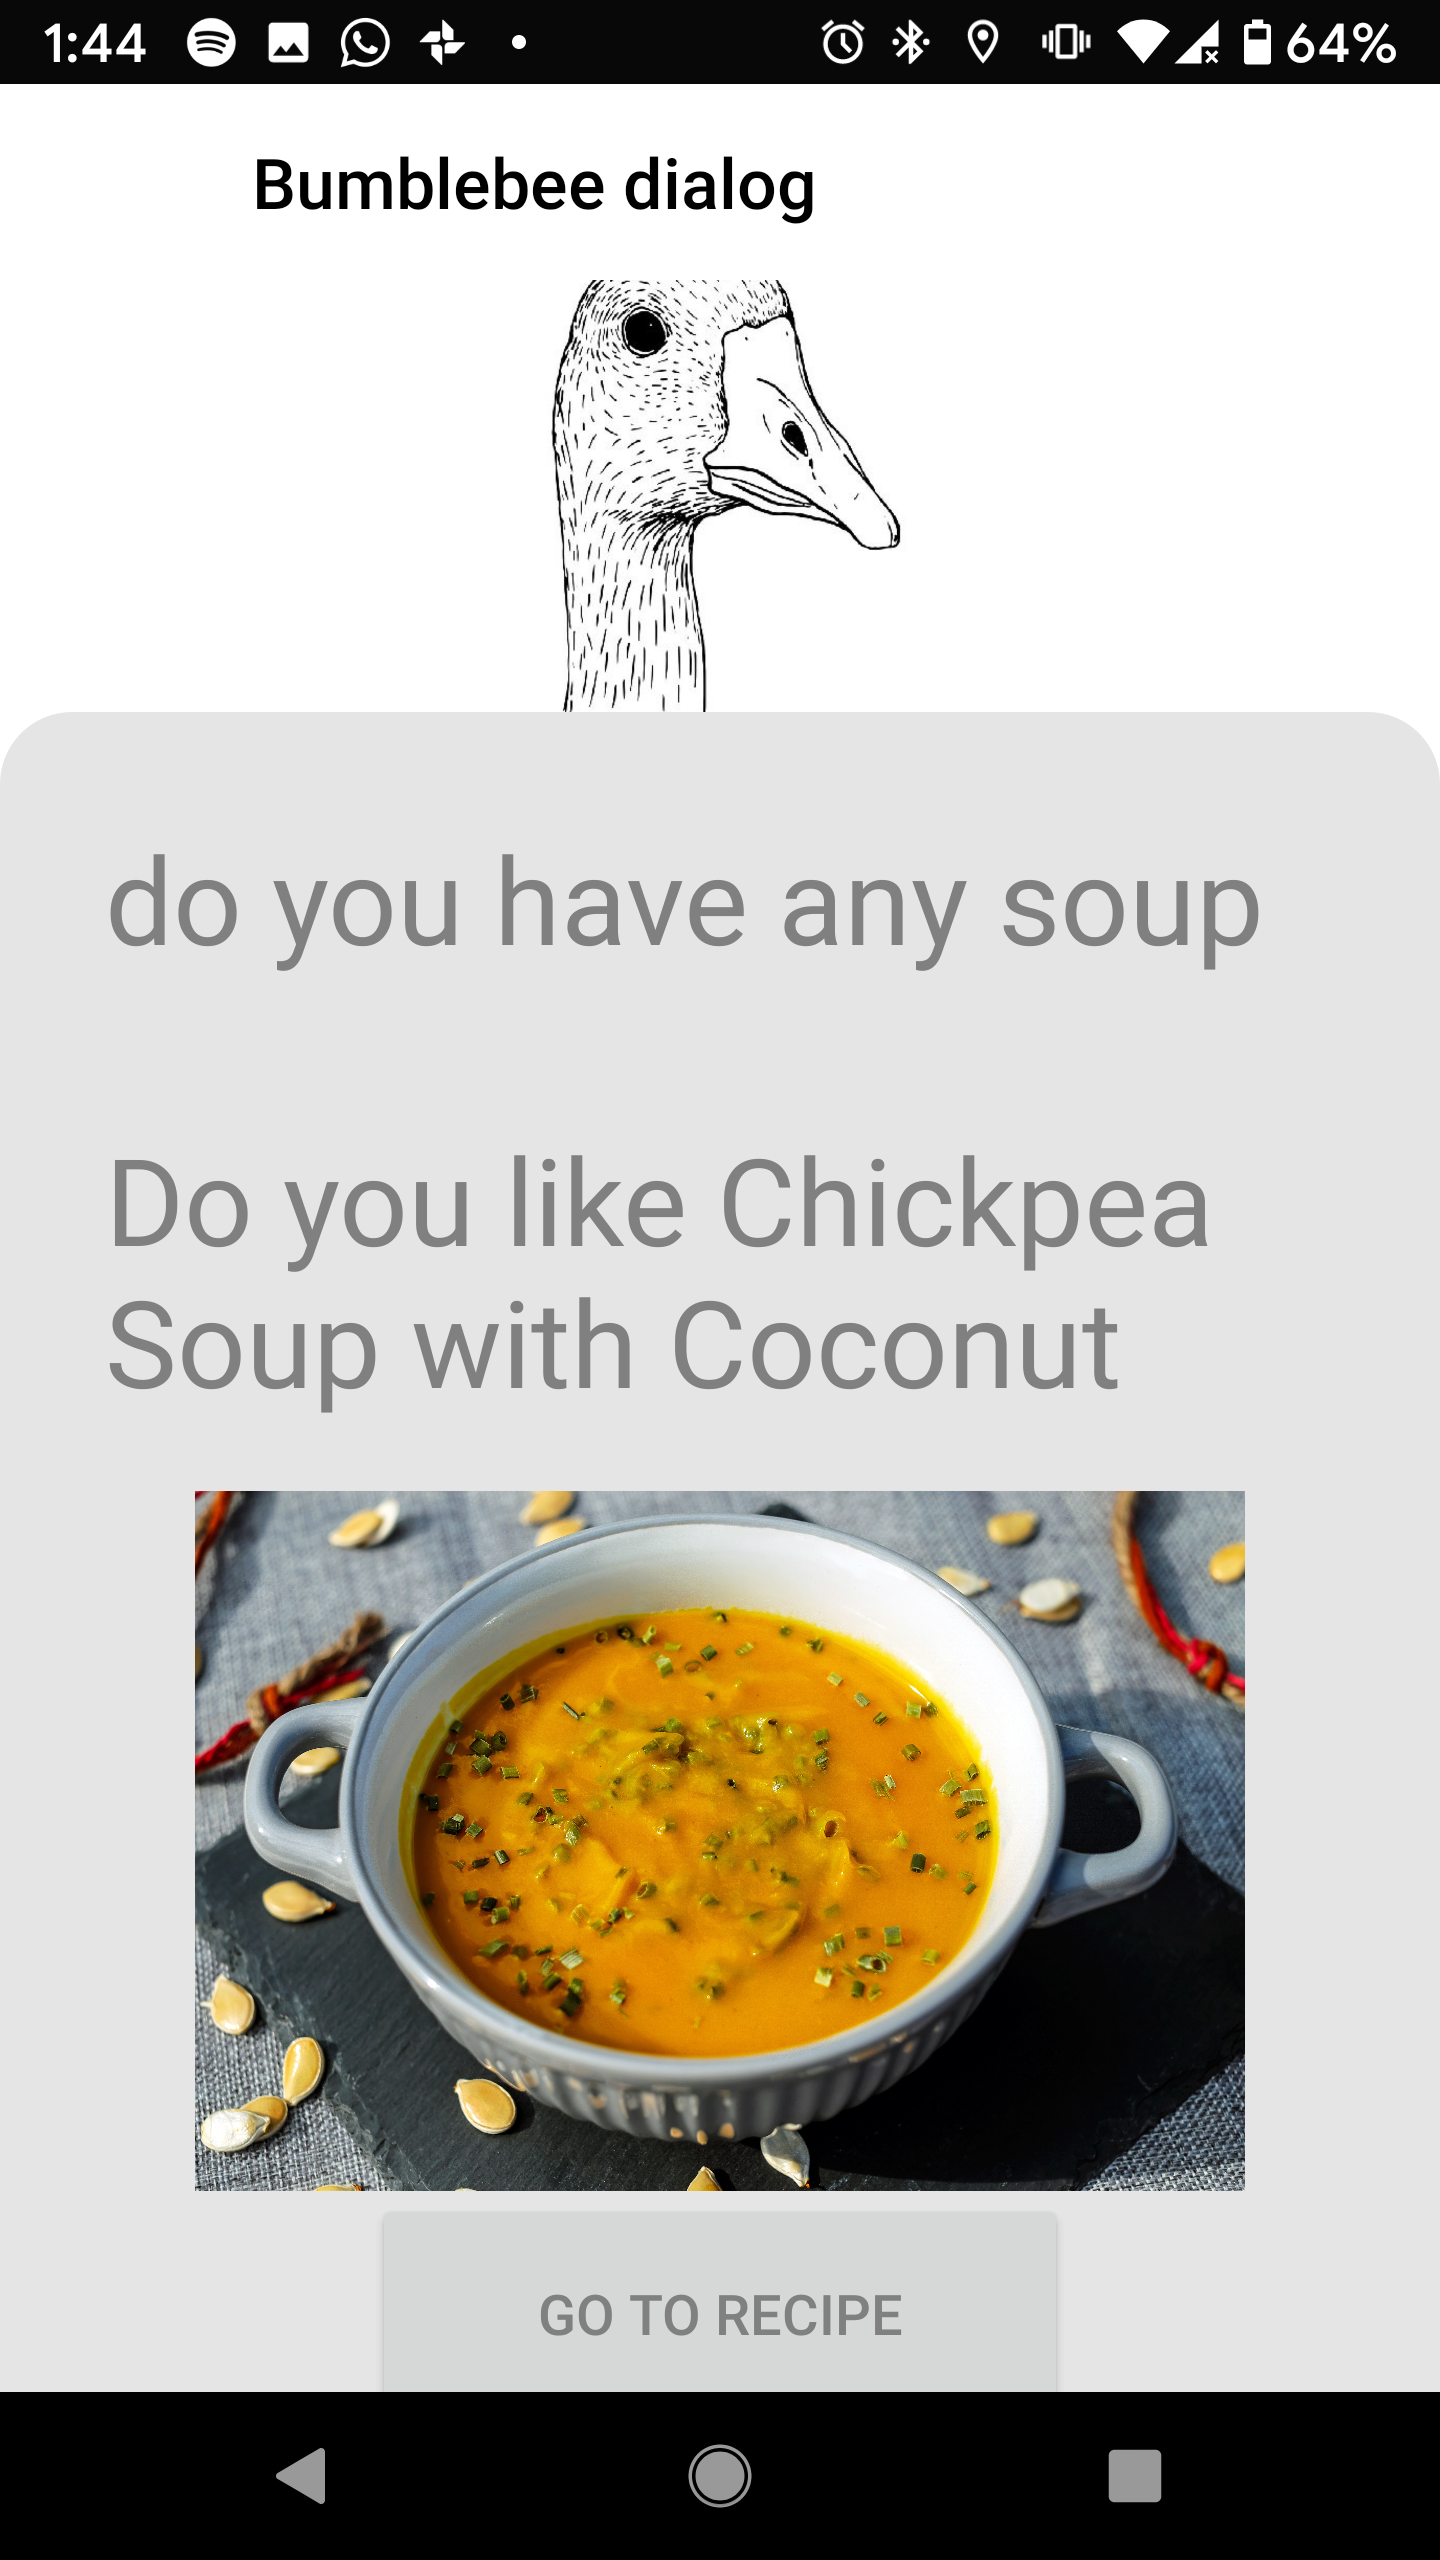 1:44 64%
Bumblebee dialog
do you have any soup
Do you like Chickpea
Soup with Coconut
GO TO RECIPE